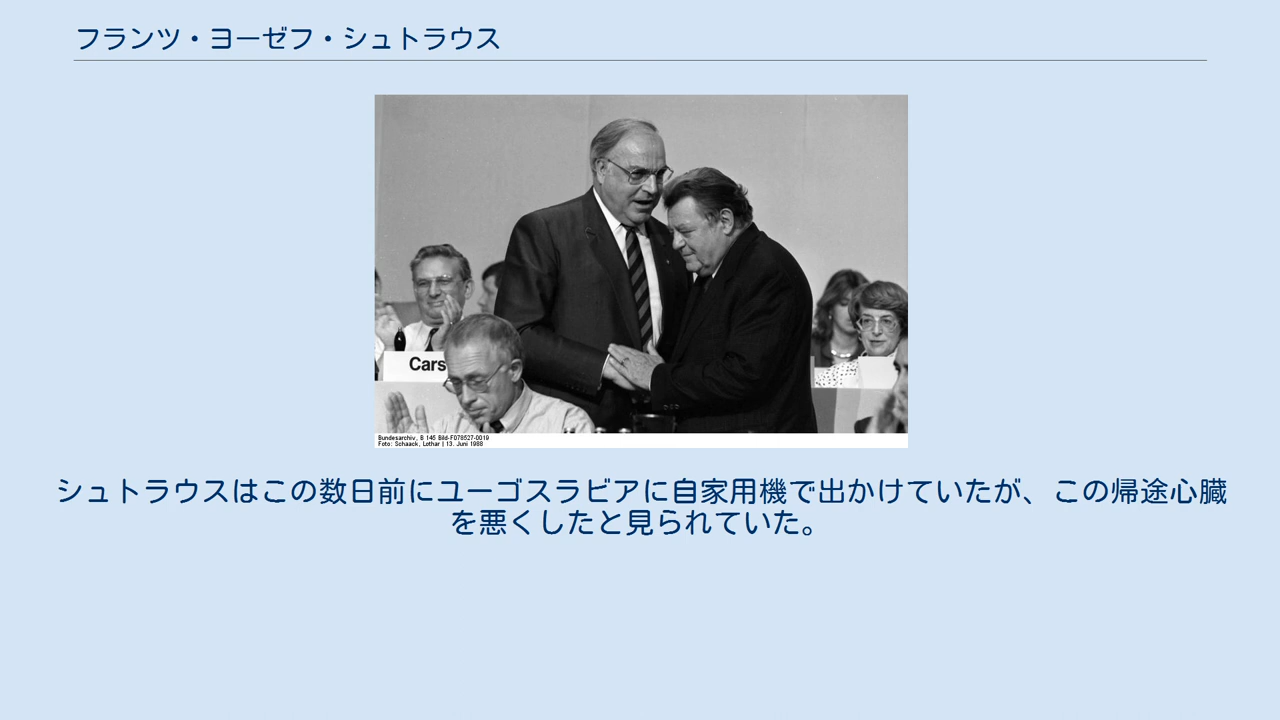 フランツ・ヨーゼフ・シュトラウス
Cars
Bundesarchiv, B 145 Bild-F078527-0019
Foto: Schaack, Lothar | 13. Juni 1988
シュトラウスはこの数日前にユーゴスラビアに自家用機で出かけていたが、この帰途心臓
を悪くしたと見られていた。